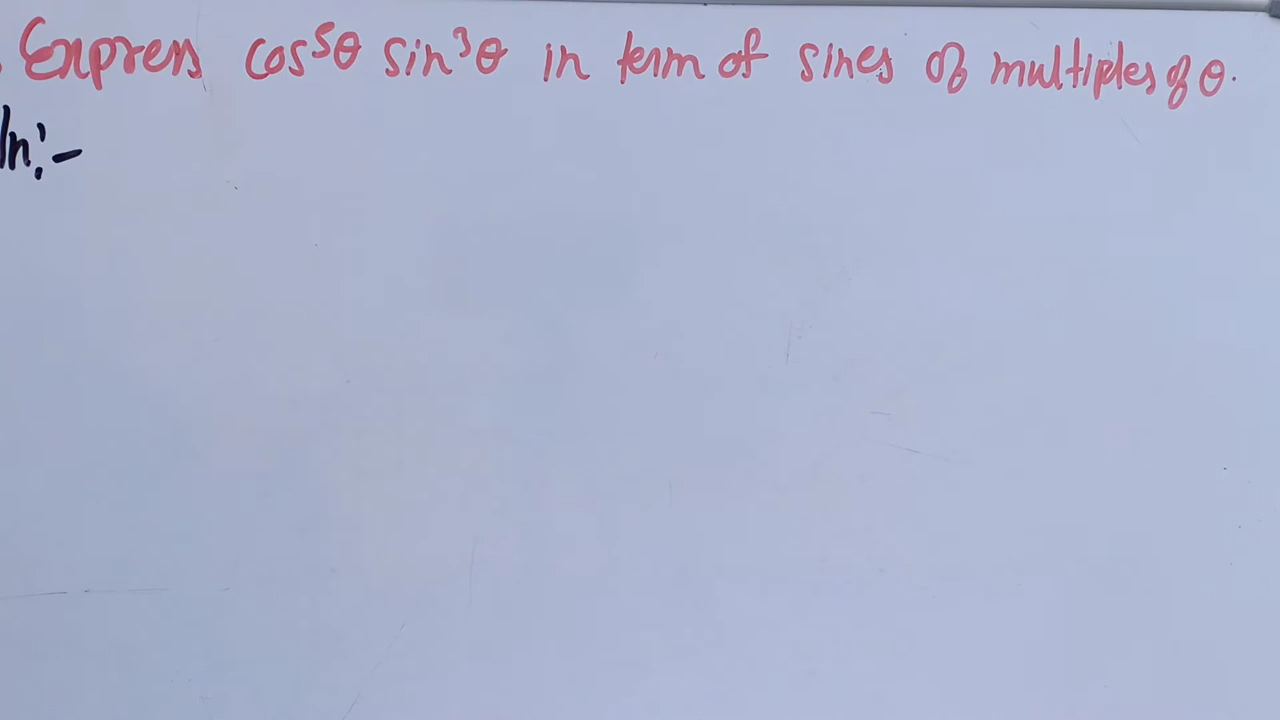 Express cos⁵θ sin³θ in term of sines of multiples of θ.
ln:-